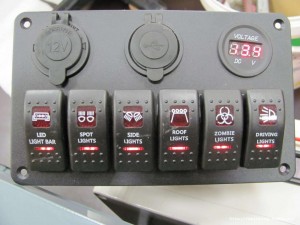 12V
VOLTAGE
DC V
LED
LIGHT BAR
SPOT
LIGHTS
SIDE
LIGHTS
ROOF
LIGHTS
ZOMBIE
LIGHTS
DRIVING
LIGHTS